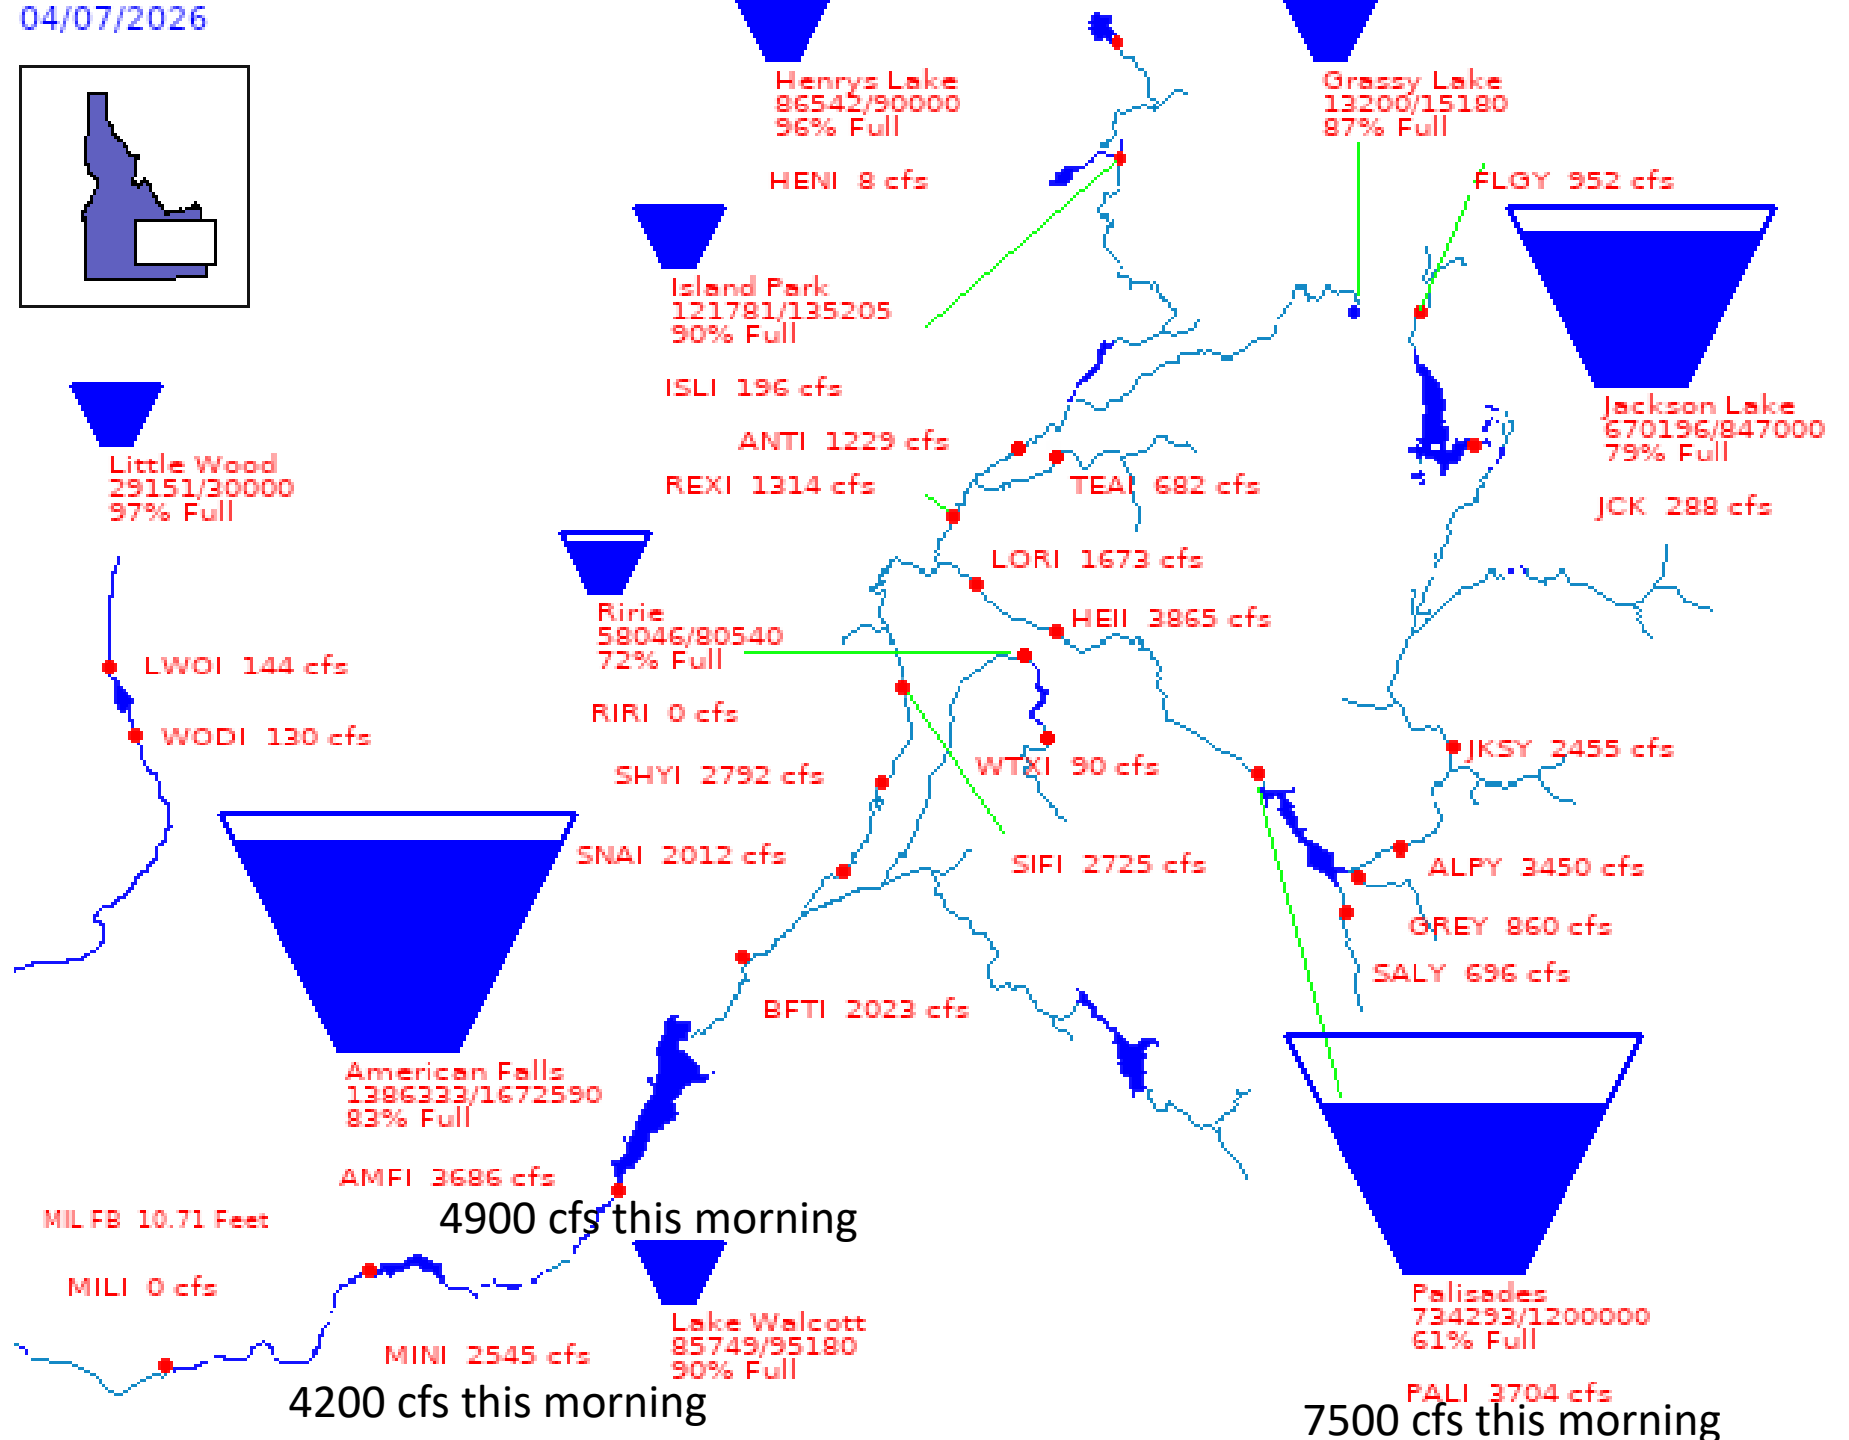 04/07/2026
Henrys Lake
86542/90000
96% Full
HENI 8 cfs
Grassy Lake
13200/15180
87% Full
FLGY 952 cfs
Island Park
121781/135205
90% Full
ISLI 196 cfs
Jackson Lake
670196/847000
79% Full
JCK 288 cfs
ANTI 1229 cfs
REXI 1314 cfs
TEAI 682 cfs
Little Wood
29151/30000
97% Full
LORI 1673 cfs
HEII 3865 cfs
Ririe
58046/80540
72% Full
RIRI 0 cfs
LWOI 144 cfs
WODI 130 cfs
SHYI 2792 cfs
WTXI 90 cfs
JKSY 2455 cfs
SNAI 2012 cfs
SIFI 2725 cfs
ALPY 3450 cfs
GREY 860 cfs
SALY 696 cfs
BFTI 2023 cfs
American Falls
1386333/1672590
83% Full
AMFI 3686 cfs
4900 cfs this morning
MIL FB 10.71 Feet
MILI 0 cfs
Lake Walcott
85749/95180
90% Full
MINI 2545 cfs
4200 cfs this morning
Palisades
734293/1200000
61% Full
PALI 3704 cfs
7500 cfs this morning